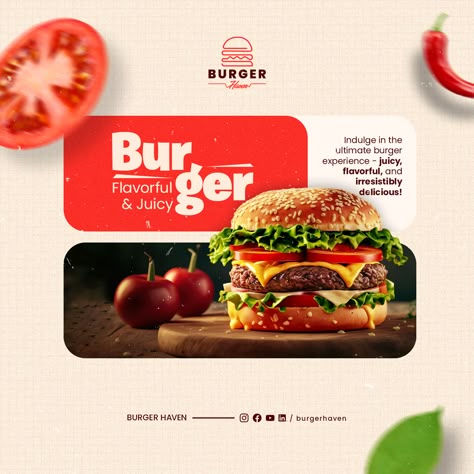 BURGER
Haven
Bur
ger
Flavorful
& Juicy
Indulge in the
ultimate burger
experience - juicy,
flavorful, and
irresistibly
delicious!
BURGER HAVEN
/ burgerhaven